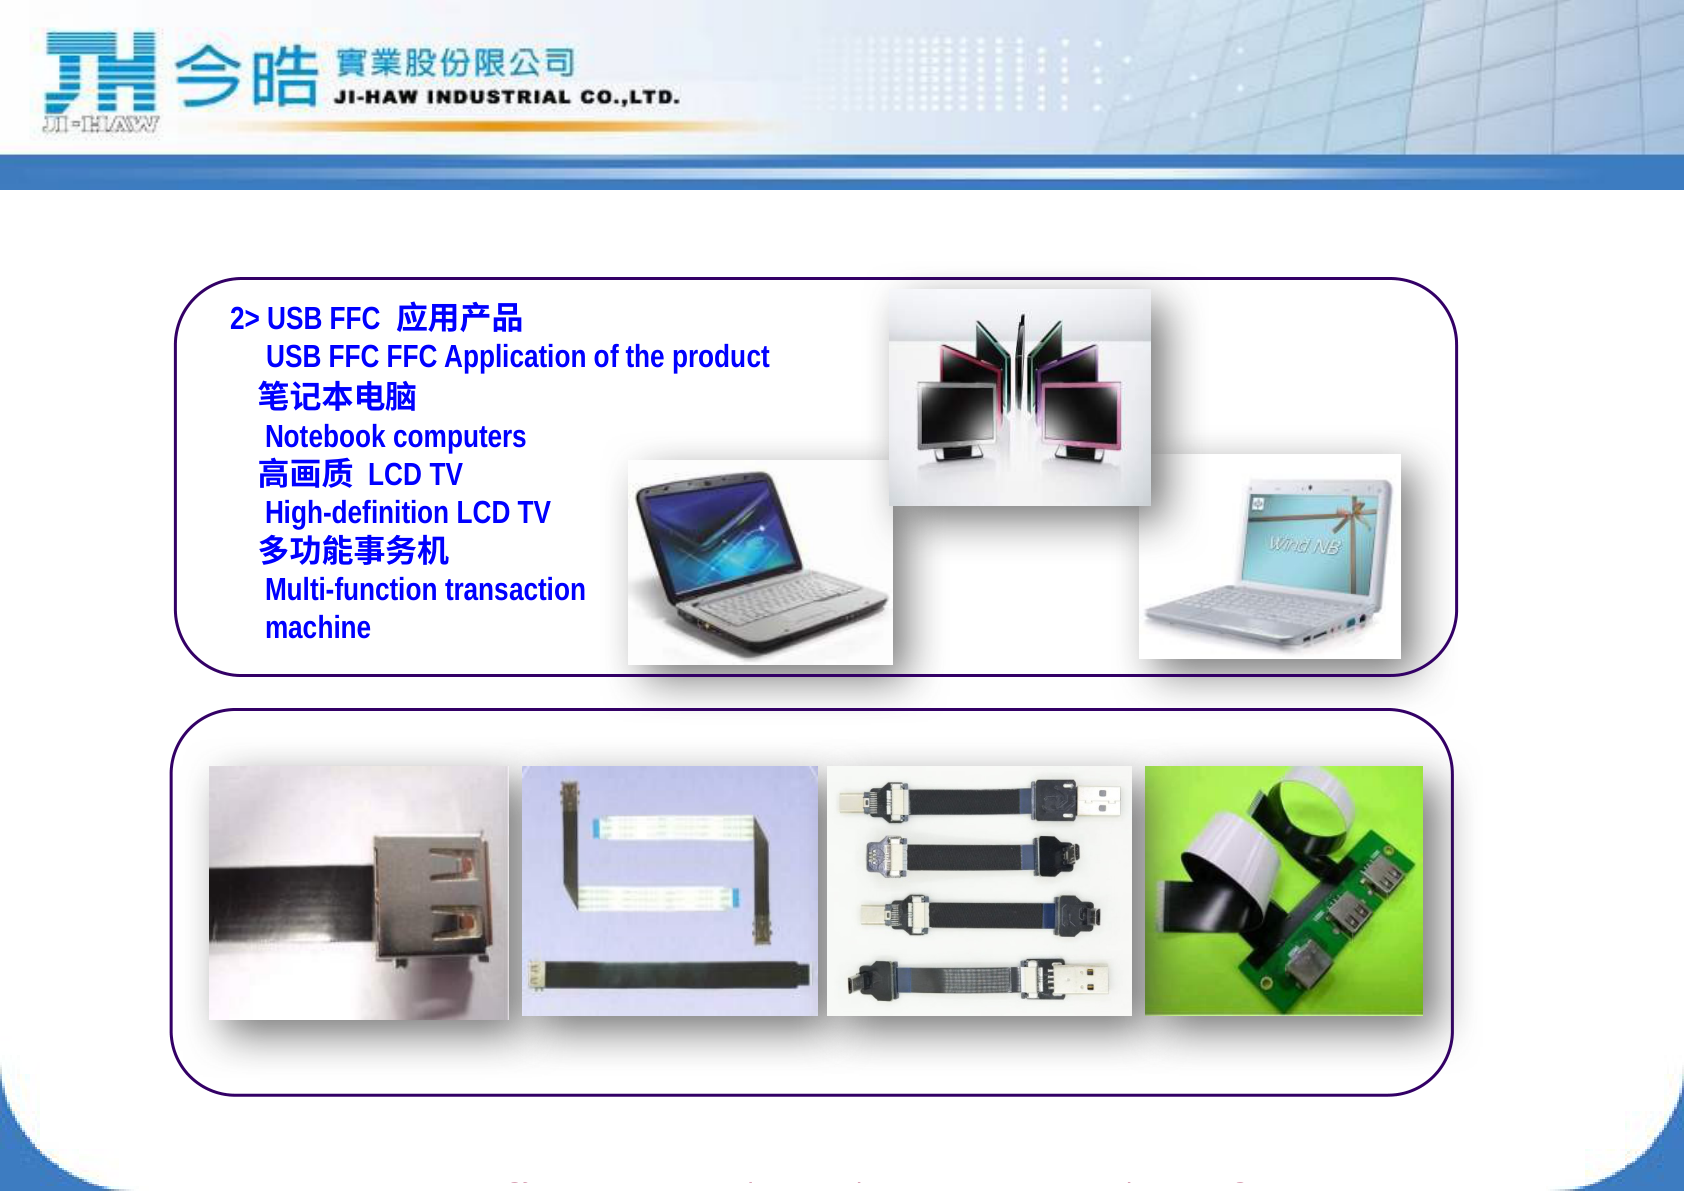 今皓 實業股份限公司
JI-HAW INDUSTRIAL CO.,LTD.
JI-HAW
2> USB FFC 应用产品
USB FFC FFC Application of the product
笔记本电脑
Notebook computers
高画质 LCD TV
High-definition LCD TV
多功能事务机
Multi-function transaction
machine
Wind NB